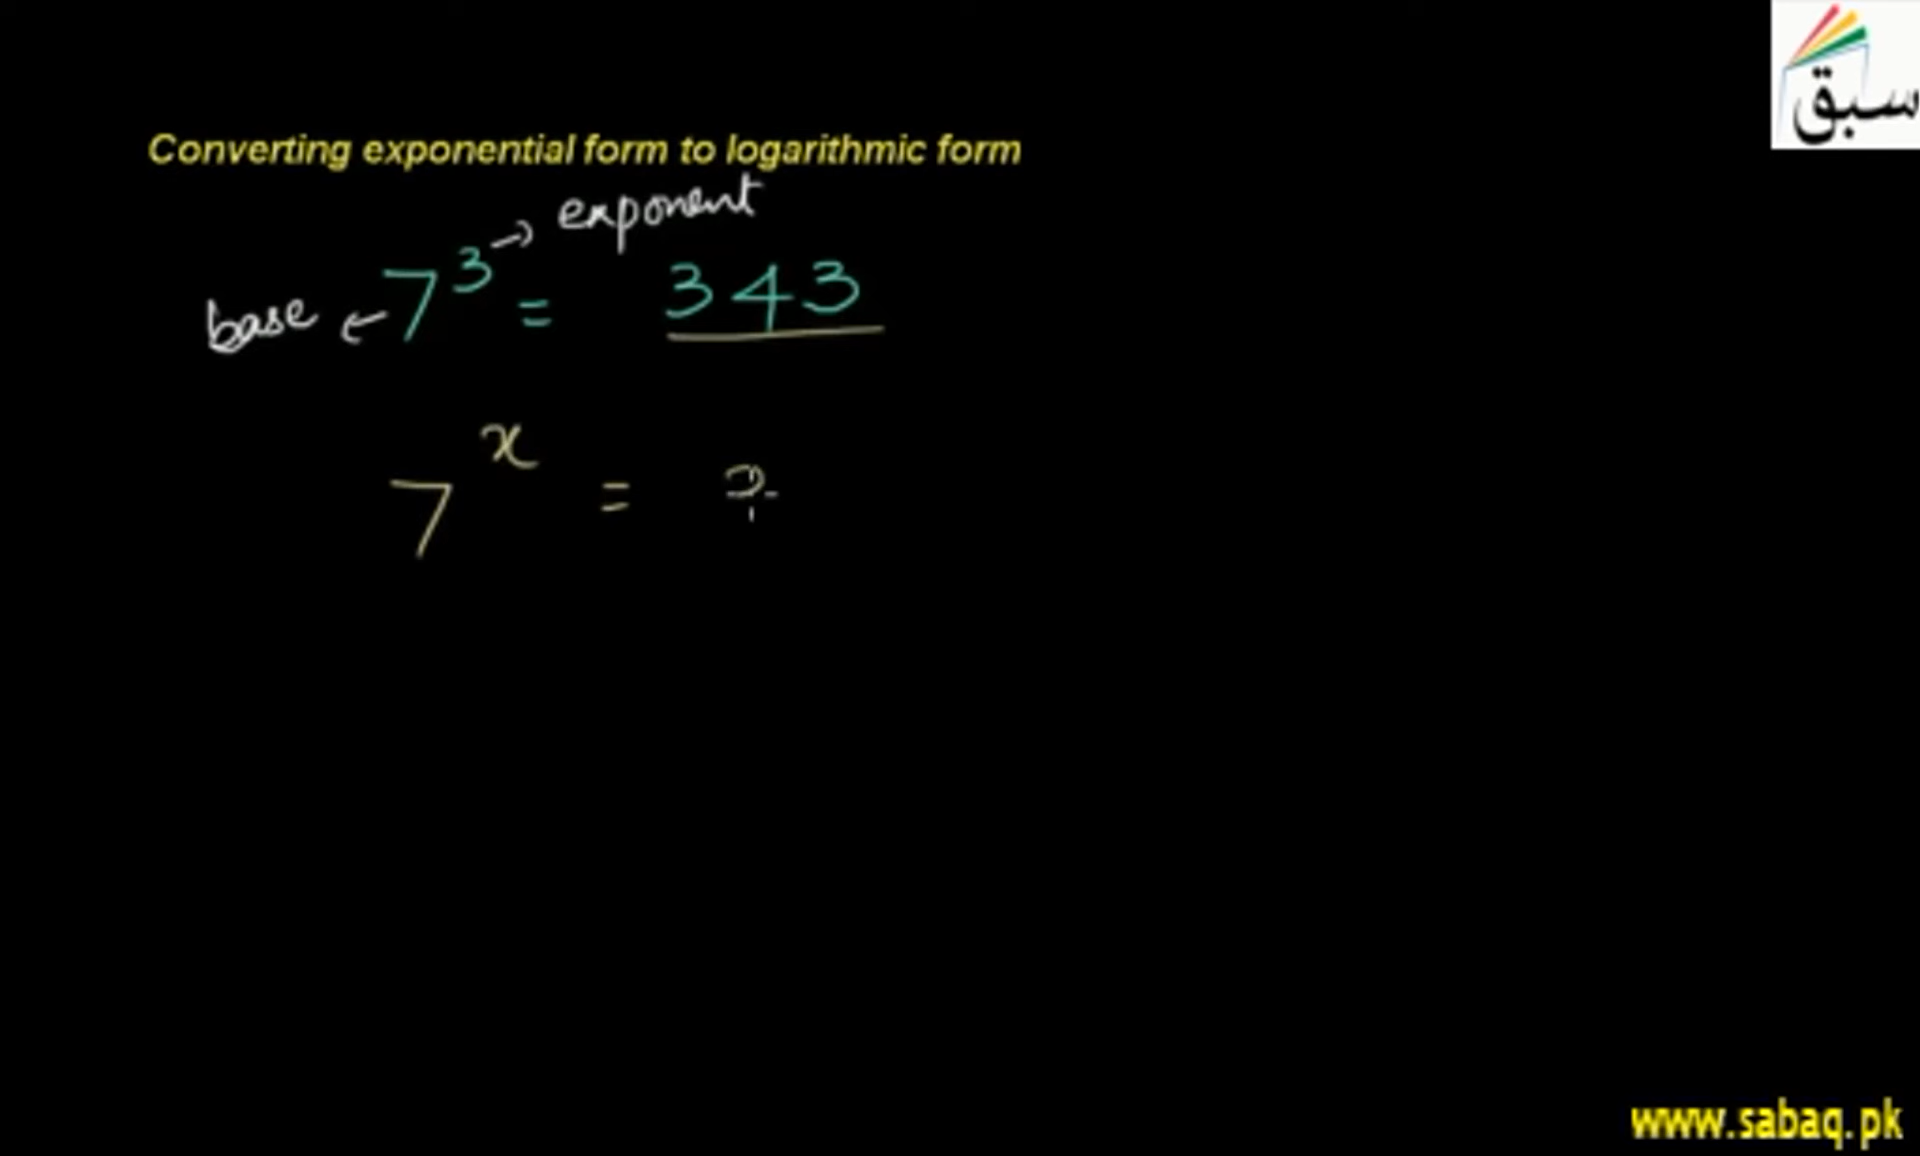 سبق
Converting exponential form to logarithmic form
exponent
base ← 7³ → = 343
7ˣ = ?
www.sabaq.pk